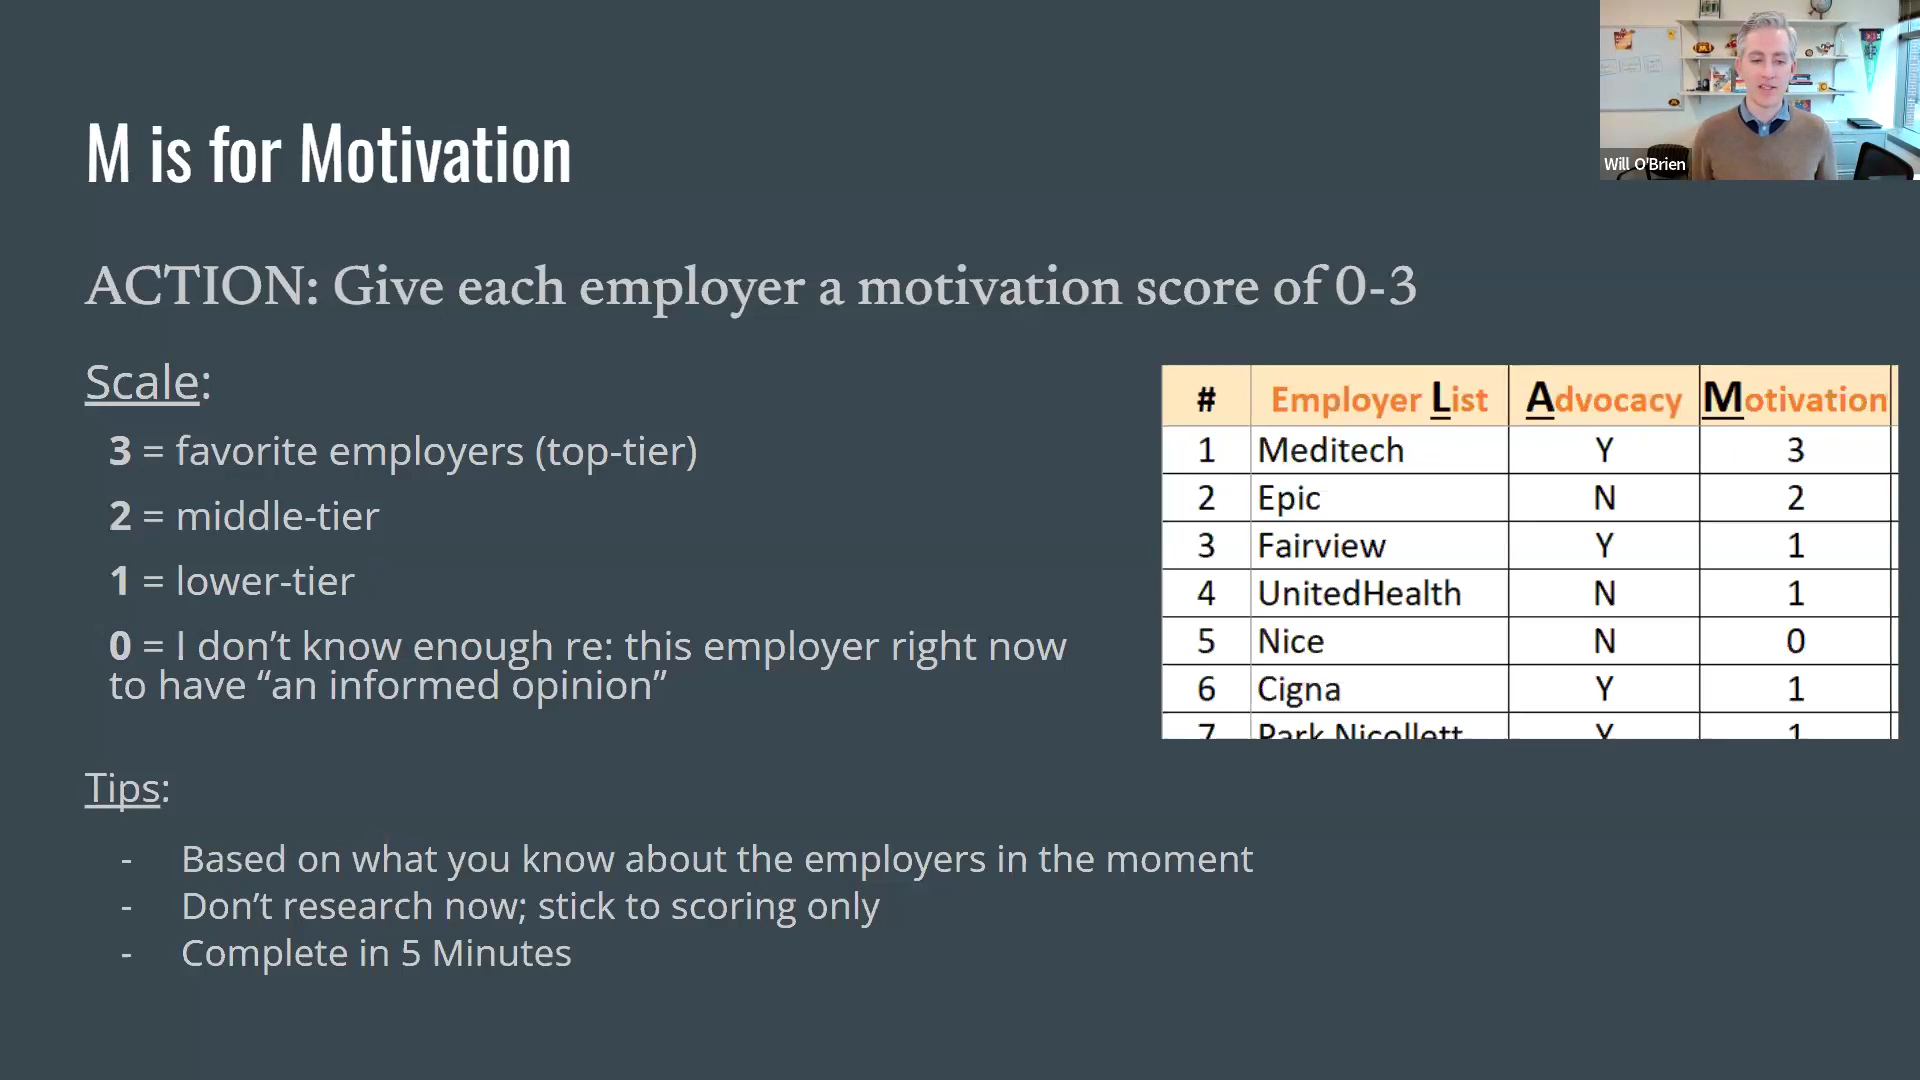 M is for Motivation
Will O'Brien
ACTION: Give each employer a motivation score of 0-3
Scale:
3 = favorite employers (top-tier)
2 = middle-tier
1 = lower-tier
0 = I don’t know enough re: this employer right now
to have “an informed opinion”
# Employer List Advocacy Motivation
1 Meditech Y 3
2 Epic N 2
3 Fairview Y 1
4 UnitedHealth N 1
5 Nice N 0
6 Cigna Y 1
7 Park Nicollett Y 1
Tips:
- Based on what you know about the employers in the moment
- Don’t research now; stick to scoring only
- Complete in 5 Minutes